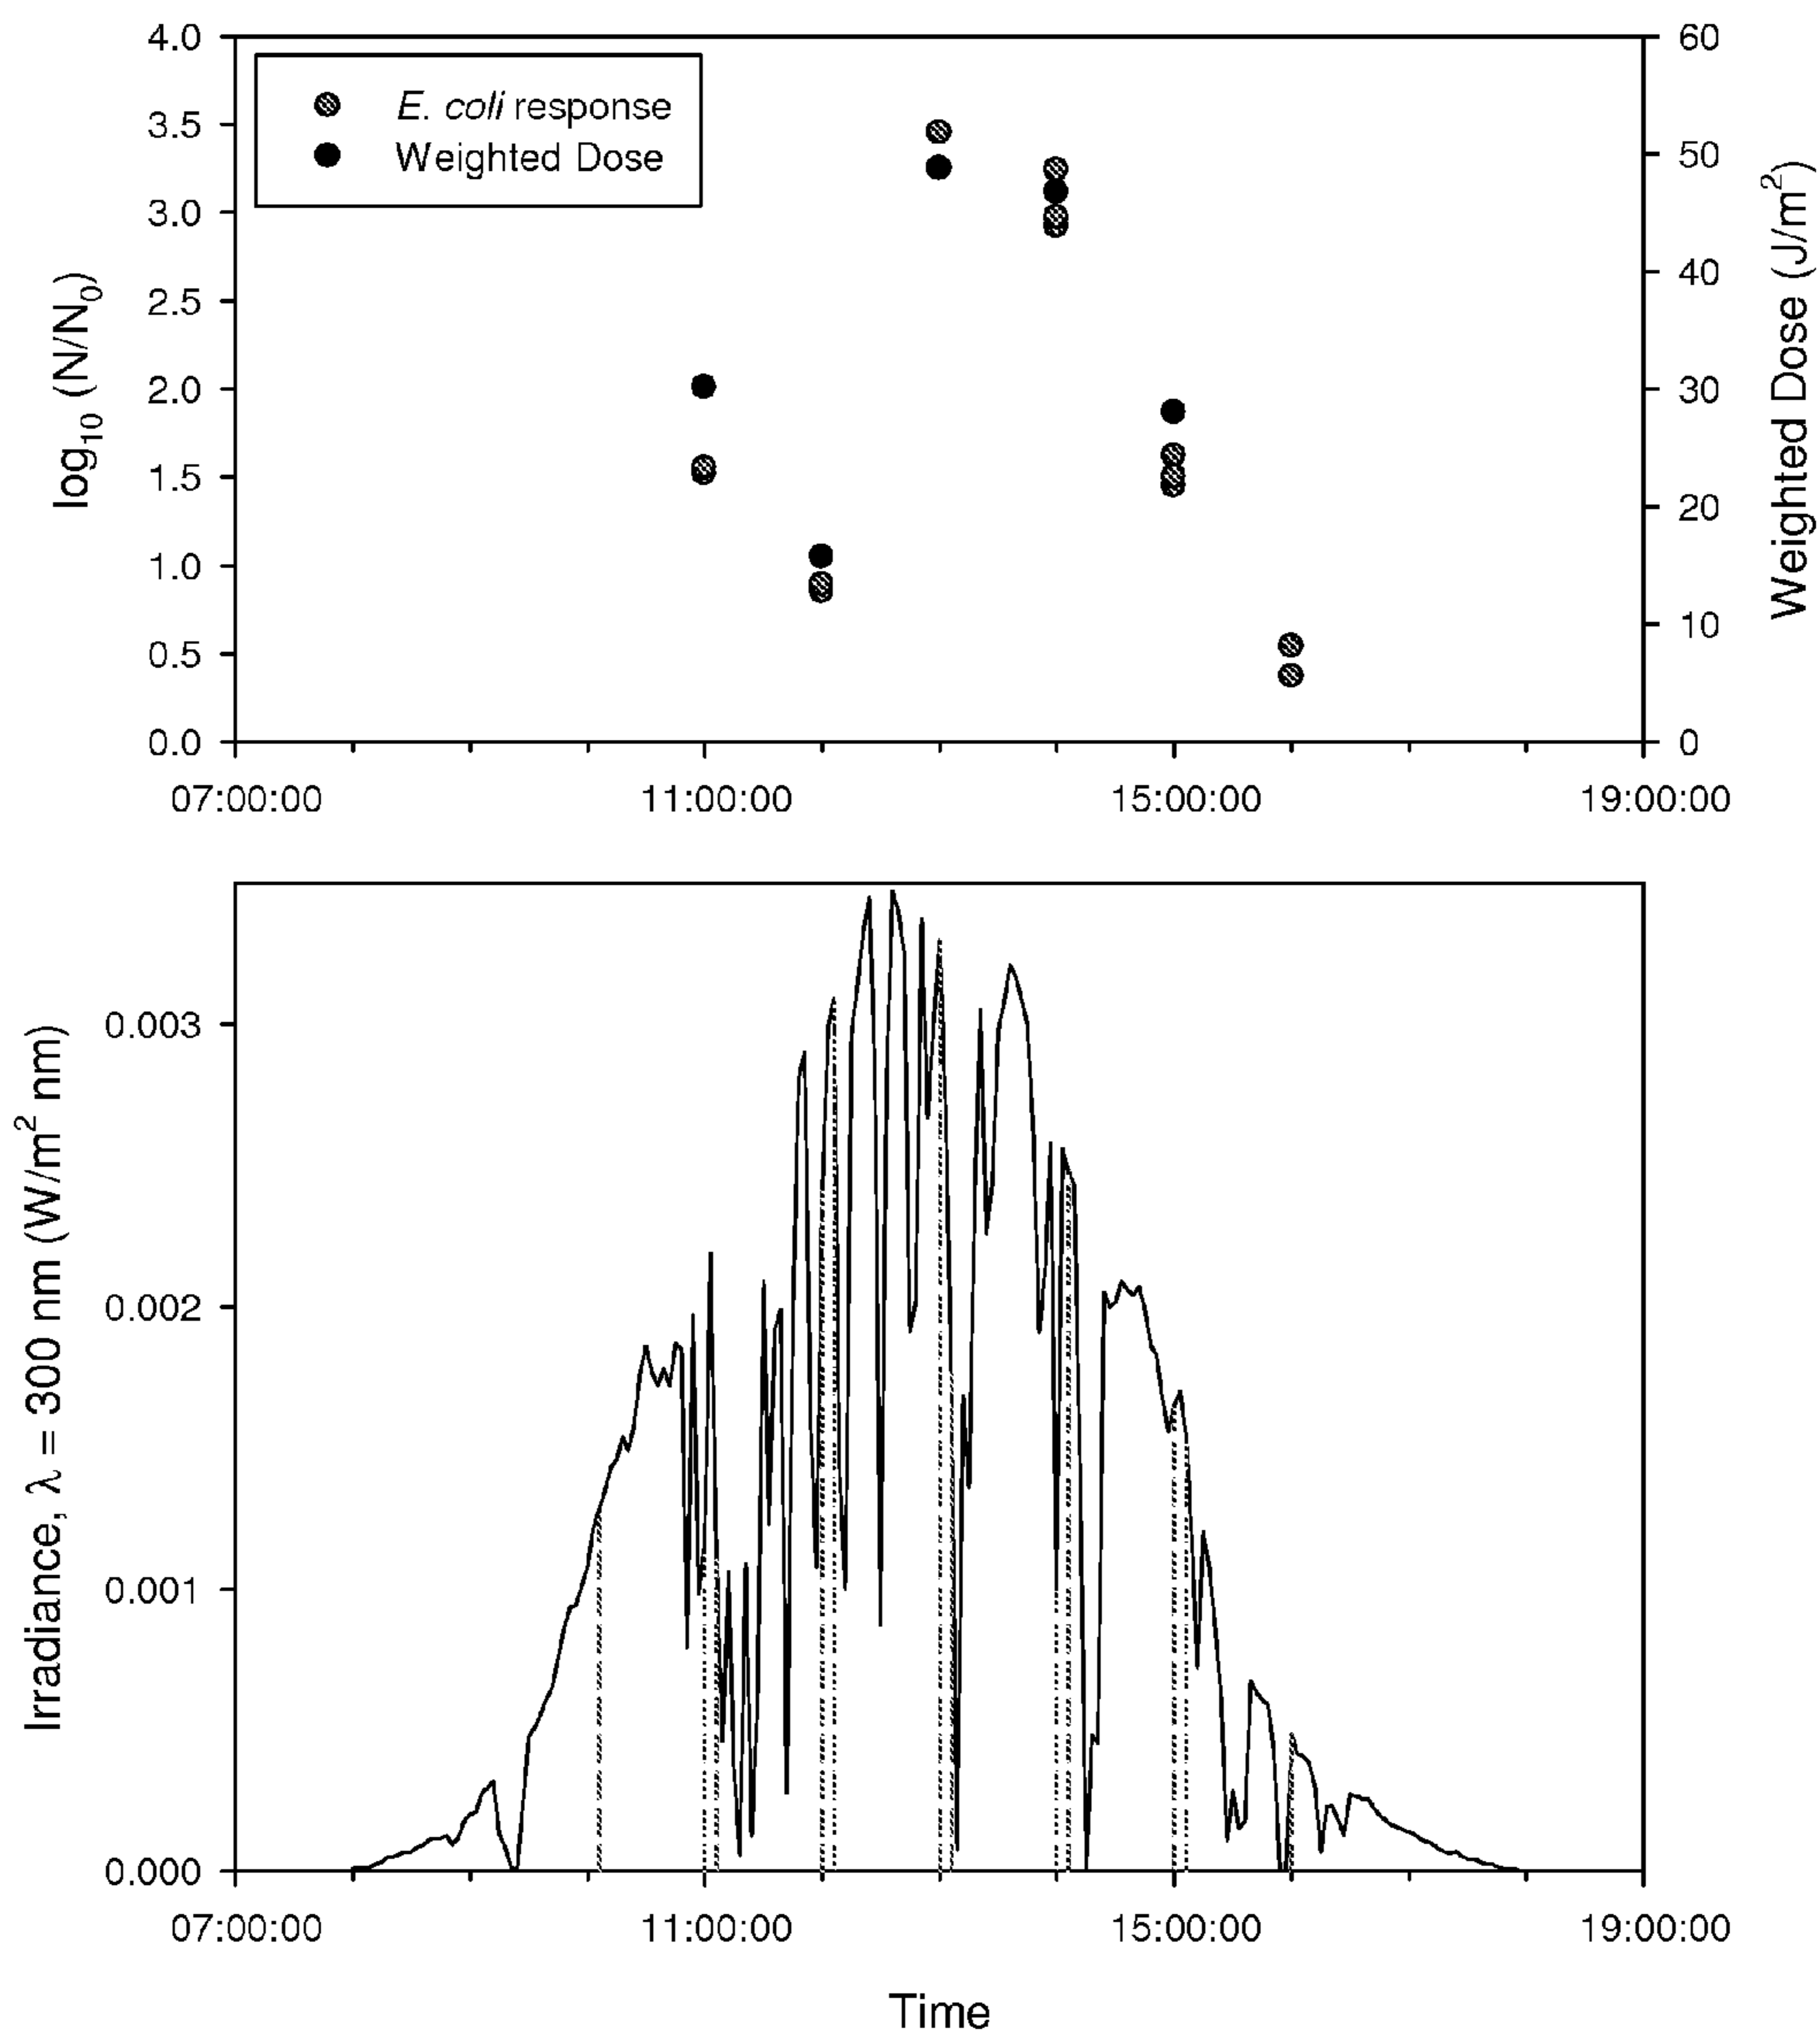 4.0
3.5
3.0
2.5
2.0
1.5
1.0
0.5
0.0
log₁₀ (N/N₀)
E. coli response
Weighted Dose
60
50
40
30
20
10
0
Weighted Dose (J/m²)
07:00:00 11:00:00 15:00:00 19:00:00
0.003
0.002
0.001
0.000
Irradiance, λ = 300 nm (W/m² nm)
07:00:00 11:00:00 15:00:00 19:00:00
Time